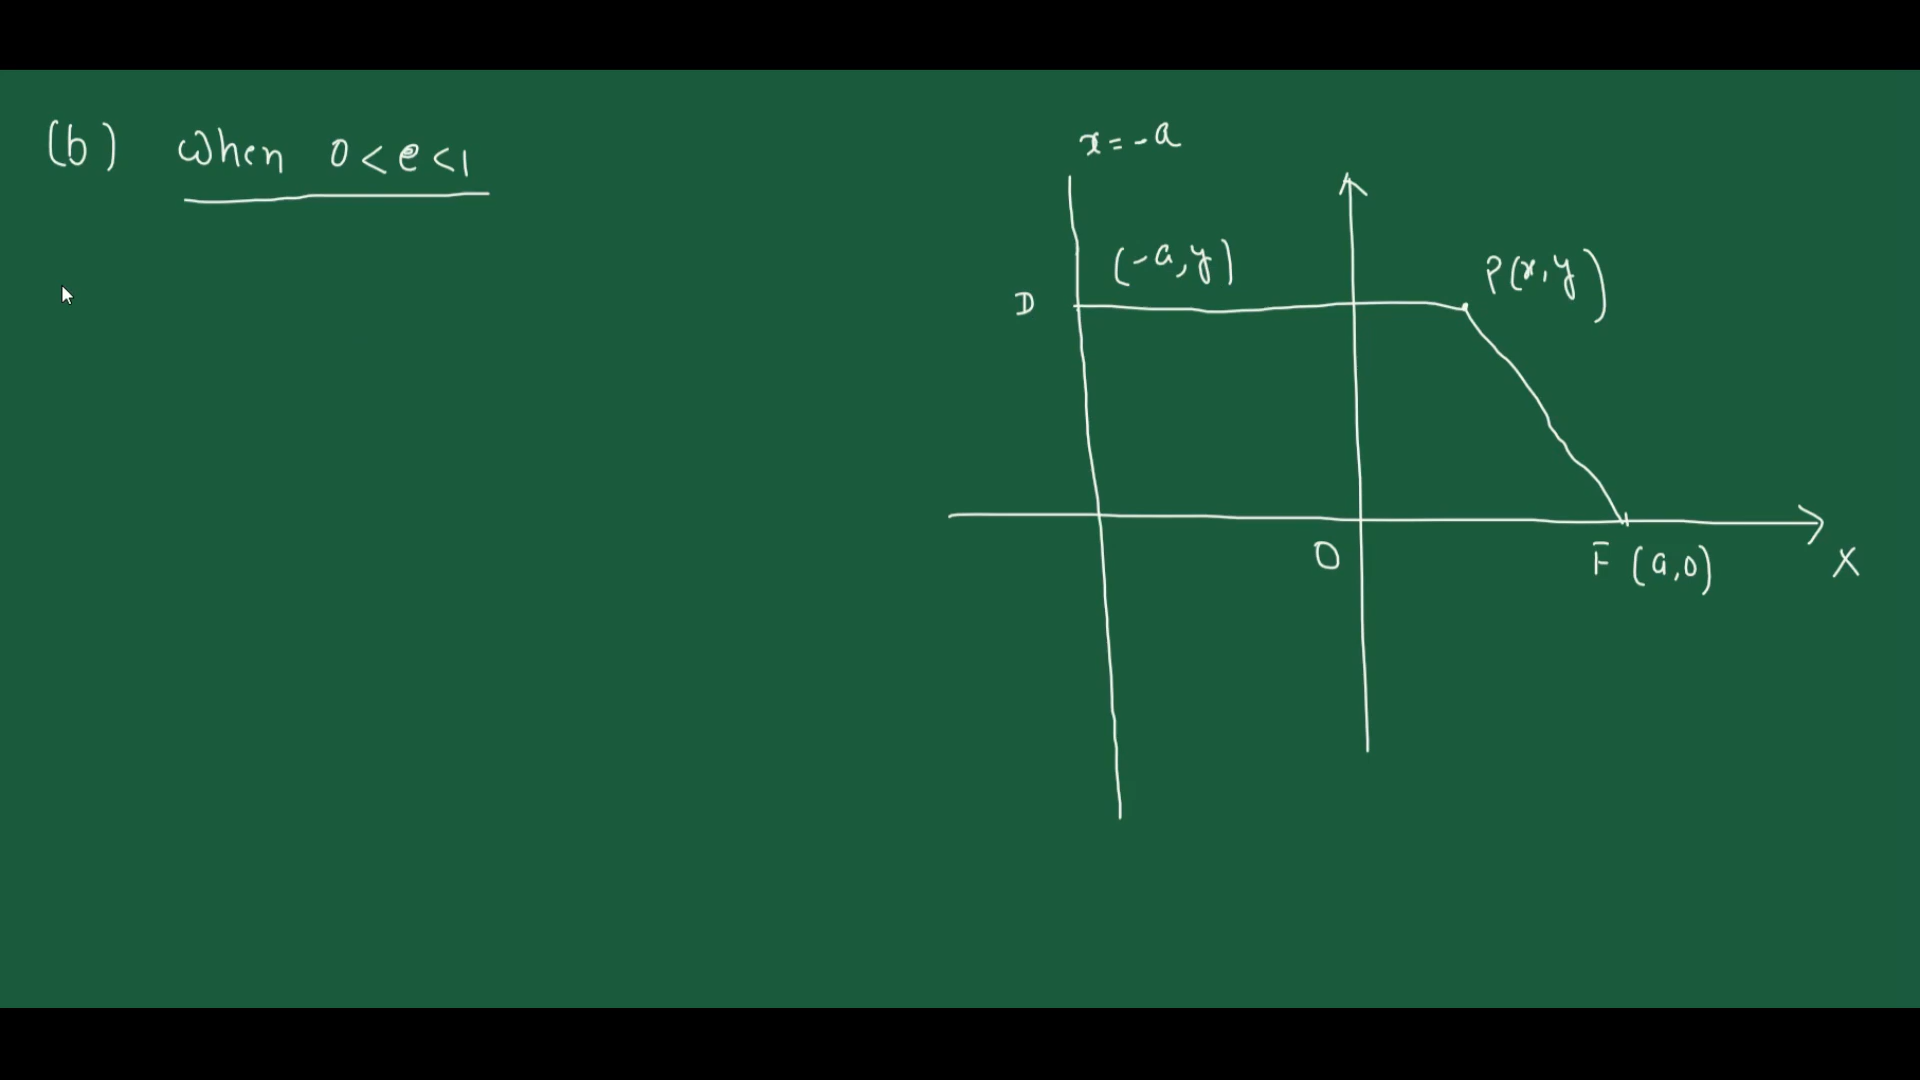 (b) When 0<e<1
x=-a
(-a,y)
P(x,y)
D
O
F (a,0)
X